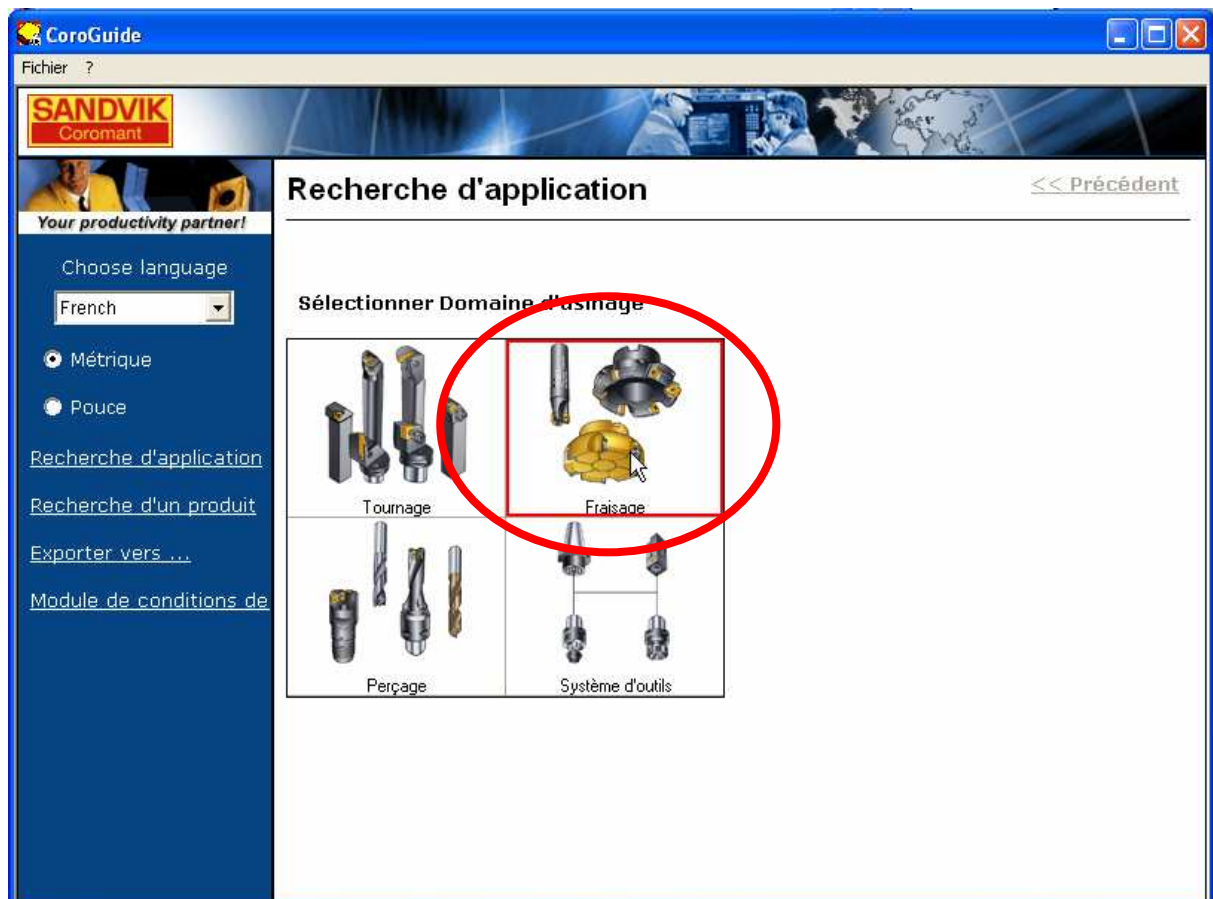 CoroGuide
Fichier ?
SANDVIK
Coromant
Your productivity partner!
Recherche d'application
<< Précédent
Choose language
French
Métrique
Pouce
Recherche d'application
Recherche d'un produit
Exporter vers ...
Module de conditions de
Sélectionner Domaine d'usinage
Tournage
Fraisage
Perçage
Système d'outils